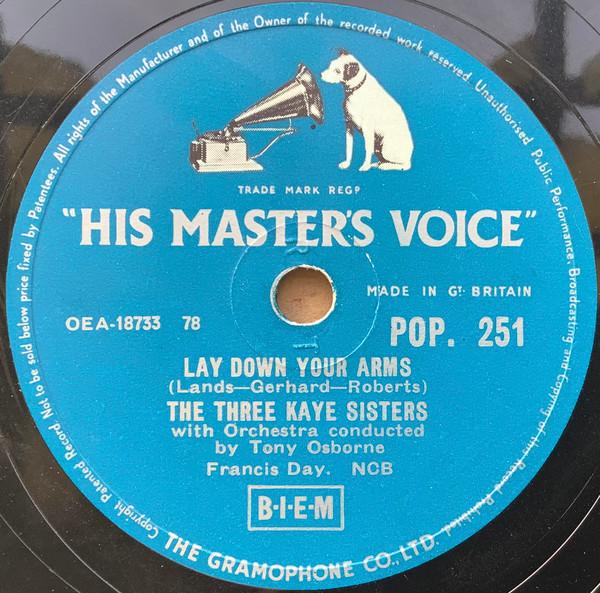 Copyright Patented Record Not to be sold below price fixed by Patentees. All rights of the Manufacturer and of the Owner of the recorded work reserved. Unauthorised Public Performance, Broadcasting and Copying of this Record Prohibited
TRADE MARK REGD
"HIS MASTER'S VOICE"
MADE IN GT. BRITAIN
OEA-18733 78
POP. 251
LAY DOWN YOUR ARMS
(Lands—Gerhard—Roberts)
THE THREE KAYE SISTERS
with Orchestra conducted
by Tony Osborne
Francis Day. NCB
B·I·E·M
THE GRAMOPHONE CO., LTD.